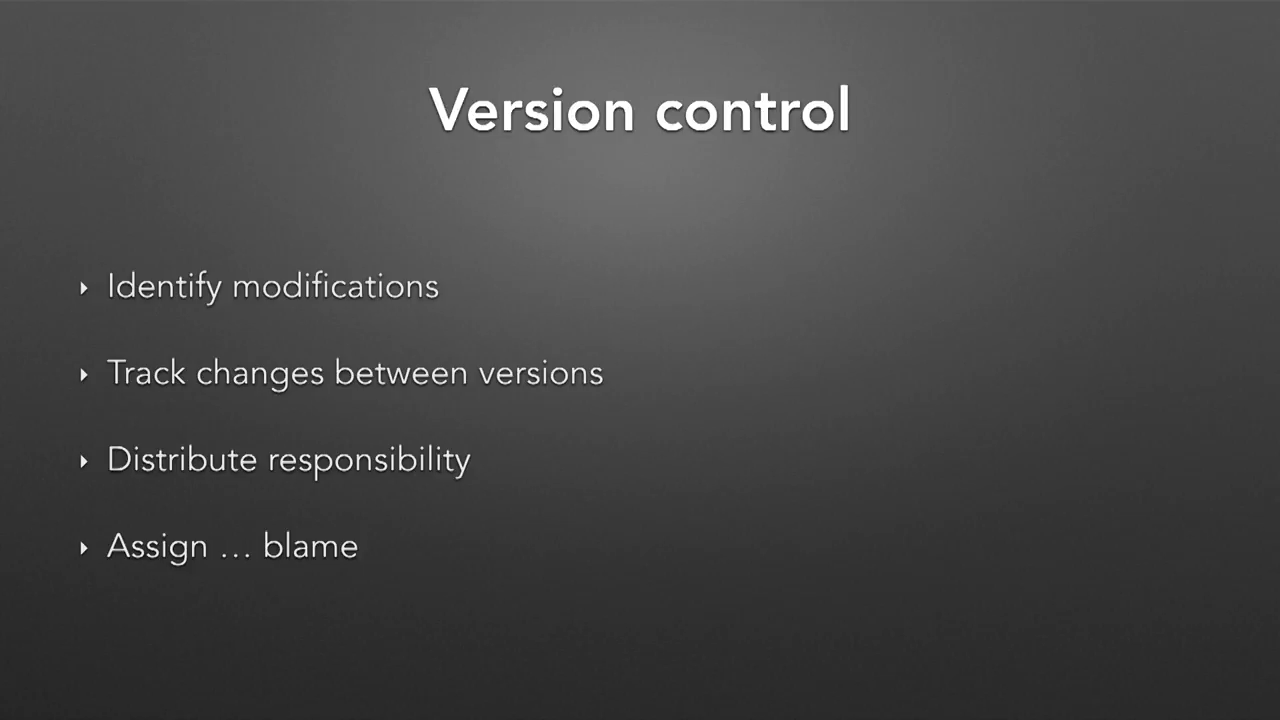 Version control
‣ Identify modifications
‣ Track changes between versions
‣ Distribute responsibility
‣ Assign … blame